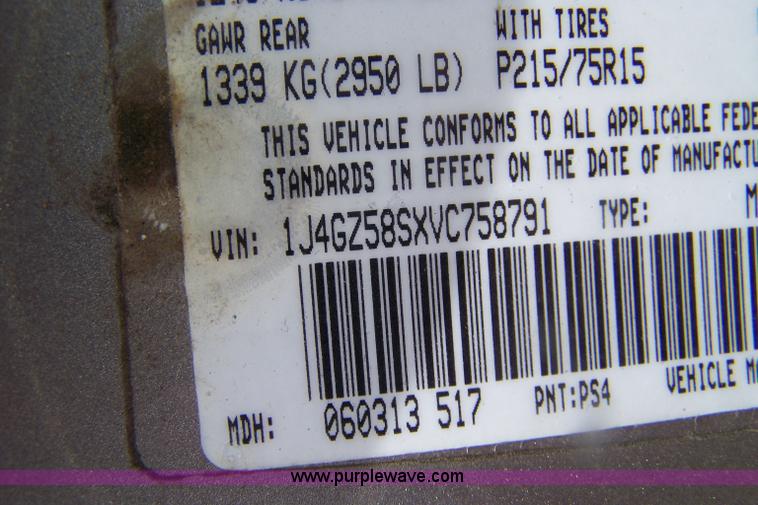 GAWR REAR WITH TIRES
1339 KG(2950 LB) P215/75R15
THIS VEHICLE CONFORMS TO ALL APPLICABLE FEDE
STANDARDS IN EFFECT ON THE DATE OF MANUFACTU
VIN: 1J4GZ58SXVC758791 TYPE: M
MDH: 060313 517 PNT:PS4 VEHICLE MA
www.purplewave.com